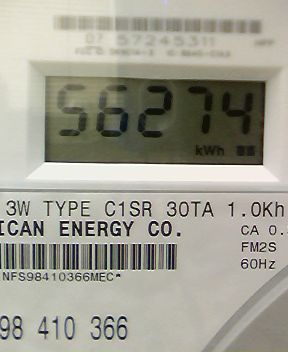 07 57245311
56274
kWh
3W TYPE C1SR 30TA 1.0Kh
ICAN ENERGY CO.
CA 0.
FM2S
60Hz
NFS98410366MEC*
98 410 366